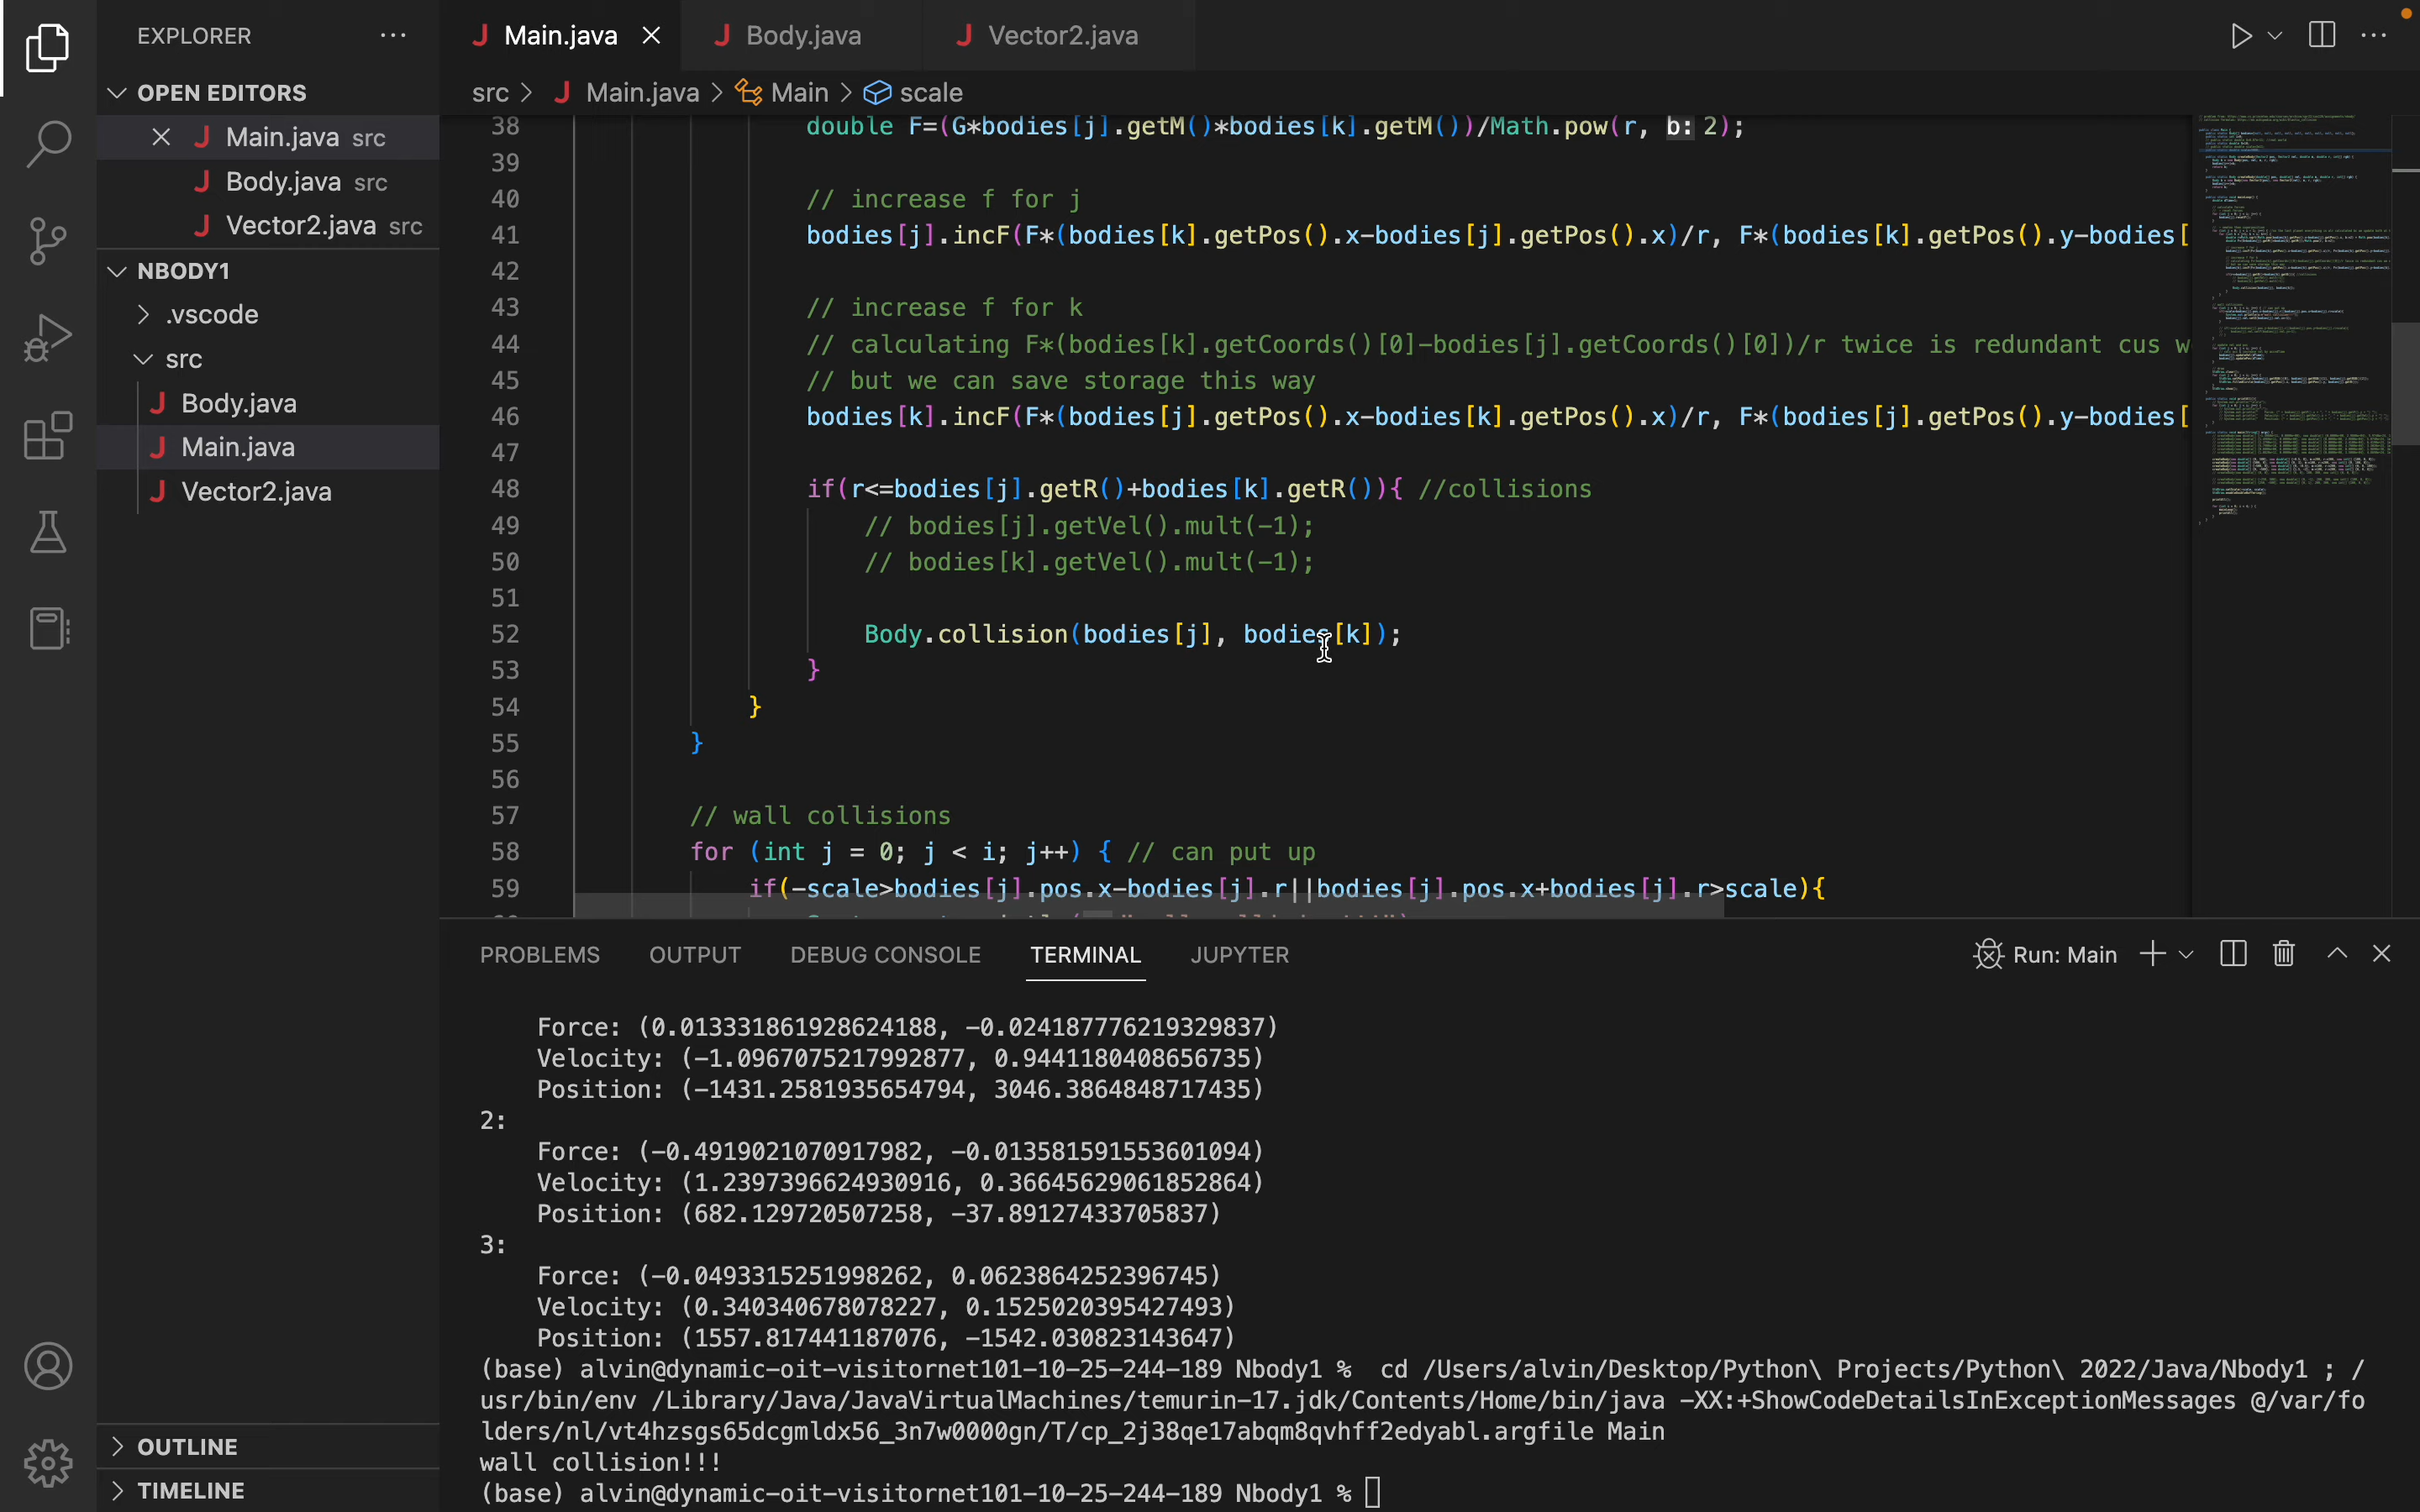 EXPLORER
OPEN EDITORS
Main.java src
Body.java src
Vector2.java src
NBODY1
.vscode
src
Body.java
Main.java
Vector2.java
OUTLINE
TIMELINE
Main.java Body.java Vector2.java
src > Main.java > Main > scale
38 double F=(G*bodies[j].getM()*bodies[k].getM())/Math.pow(r, b: 2);
39
40 // increase f for j
41 bodies[j].incF(F*(bodies[k].getPos().x-bodies[j].getPos().x)/r, F*(bodies[k].getPos().y-bodies[
42
43 // increase f for k
44 // calculating F*(bodies[k].getCoords()[0]-bodies[j].getCoords()[0])/r twice is redundant cus w
45 // but we can save storage this way
46 bodies[k].incF(F*(bodies[j].getPos().x-bodies[k].getPos().x)/r, F*(bodies[j].getPos().y-bodies[
47
48 if(r<=bodies[j].getR()+bodies[k].getR()){ //collisions
49 // bodies[j].getVel().mult(-1);
50 // bodies[k].getVel().mult(-1);
51
52 Body.collision(bodies[j], bodies[k]);
53 }
54 }
55 }
56
57 // wall collisions
58 for (int j = 0; j < i; j++) { // can put up
59 if(-scale>bodies[j].pos.x-bodies[j].r||bodies[j].pos.x+bodies[j].r>scale){
PROBLEMS OUTPUT DEBUG CONSOLE TERMINAL JUPYTER
Run: Main
Force: (0.013331861928624188, -0.024187776219329837)
Velocity: (-1.0967075217992877, 0.9441180408656735)
Position: (-1431.2581935654794, 3046.3864848717435)
2:
Force: (-0.4919021070917982, -0.013581591553601094)
Velocity: (1.2397396624930916, 0.36645629061852864)
Position: (682.129720507258, -37.89127433705837)
3:
Force: (-0.0493315251998262, 0.0623864252396745)
Velocity: (0.340340678078227, 0.1525020395427493)
Position: (1557.817441187076, -1542.030823143647)
(base) alvin@dynamic-oit-visitornet101-10-25-244-189 Nbody1 % cd /Users/alvin/Desktop/Python\ Projects/Python\ 2022/Java/Nbody1 ; /
usr/bin/env /Library/Java/JavaVirtualMachines/temurin-17.jdk/Contents/Home/bin/java -XX:+ShowCodeDetailsInExceptionMessages @/var/fo
lders/nl/vt4hzsgs65dcgmldx56_3n7w0000gn/T/cp_2j38qe17abqm8qvhff2edyabl.argfile Main
wall collision!!!
(base) alvin@dynamic-oit-visitornet101-10-25-244-189 Nbody1 %